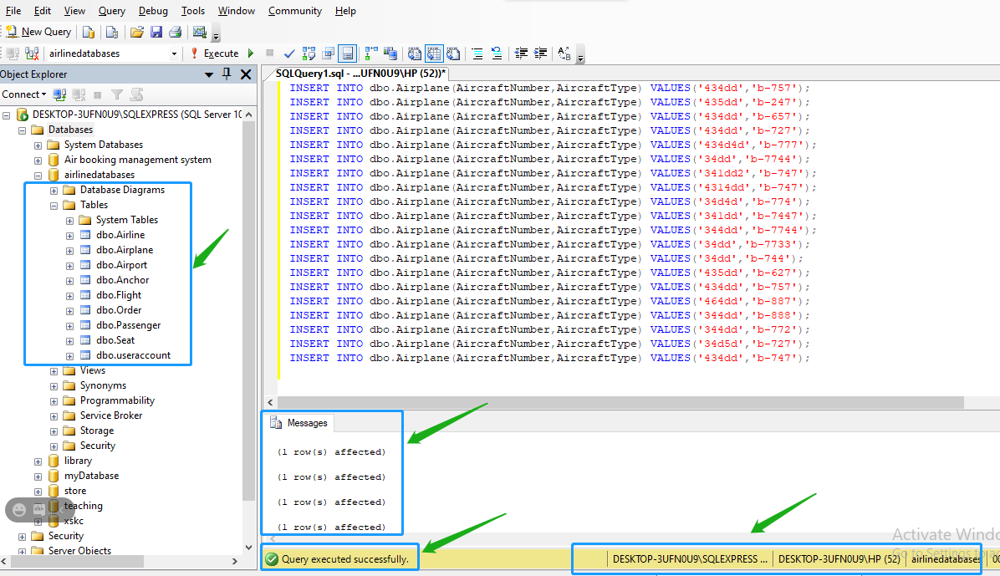 File Edit View Query Debug Tools Window Community Help
New Query
airlinedatabases Execute
Object Explorer
Connect
DESKTOP-3UFN0U9\SQLEXPRESS (SQL Server 10
Databases
System Databases
Air booking management system
airlinedatabases
Database Diagrams
Tables
System Tables
dbo.Airline
dbo.Airplane
dbo.Airport
dbo.Anchor
dbo.Flight
dbo.Order
dbo.Passenger
dbo.Seat
dbo.useraccount
Views
Synonyms
Programmability
Service Broker
Storage
Security
library
myDatabase
store
teaching
xskc
Security
Server Objects
SQLQuery1.sql - ...UFN0U9\HP (52))*
INSERT INTO dbo.Airplane(AircraftNumber,AircraftType) VALUES('434dd','b-757');
INSERT INTO dbo.Airplane(AircraftNumber,AircraftType) VALUES('435dd','b-247');
INSERT INTO dbo.Airplane(AircraftNumber,AircraftType) VALUES('434dd','b-657');
INSERT INTO dbo.Airplane(AircraftNumber,AircraftType) VALUES('434dd','b-727');
INSERT INTO dbo.Airplane(AircraftNumber,AircraftType) VALUES('434d4d','b-777');
INSERT INTO dbo.Airplane(AircraftNumber,AircraftType) VALUES('34dd','b-7744');
INSERT INTO dbo.Airplane(AircraftNumber,AircraftType) VALUES('341dd2','b-747');
INSERT INTO dbo.Airplane(AircraftNumber,AircraftType) VALUES('4314dd','b-747');
INSERT INTO dbo.Airplane(AircraftNumber,AircraftType) VALUES('34d4d','b-774');
INSERT INTO dbo.Airplane(AircraftNumber,AircraftType) VALUES('341dd','b-7447');
INSERT INTO dbo.Airplane(AircraftNumber,AircraftType) VALUES('344dd','b-7744');
INSERT INTO dbo.Airplane(AircraftNumber,AircraftType) VALUES('34dd','b-7733');
INSERT INTO dbo.Airplane(AircraftNumber,AircraftType) VALUES('34dd','b-744');
INSERT INTO dbo.Airplane(AircraftNumber,AircraftType) VALUES('435dd','b-627');
INSERT INTO dbo.Airplane(AircraftNumber,AircraftType) VALUES('434dd','b-757');
INSERT INTO dbo.Airplane(AircraftNumber,AircraftType) VALUES('464dd','b-887');
INSERT INTO dbo.Airplane(AircraftNumber,AircraftType) VALUES('344dd','b-888');
INSERT INTO dbo.Airplane(AircraftNumber,AircraftType) VALUES('344dd','b-772');
INSERT INTO dbo.Airplane(AircraftNumber,AircraftType) VALUES('34d5d','b-727');
INSERT INTO dbo.Airplane(AircraftNumber,AircraftType) VALUES('434dd','b-747');
Messages
(1 row(s) affected)
(1 row(s) affected)
(1 row(s) affected)
(1 row(s) affected)
Activate Windo
Go to Settings to a
Query executed successfully. DESKTOP-3UFN0U9\SQLEXPRESS ... DESKTOP-3UFN0U9\HP (52) airlinedatabases 00